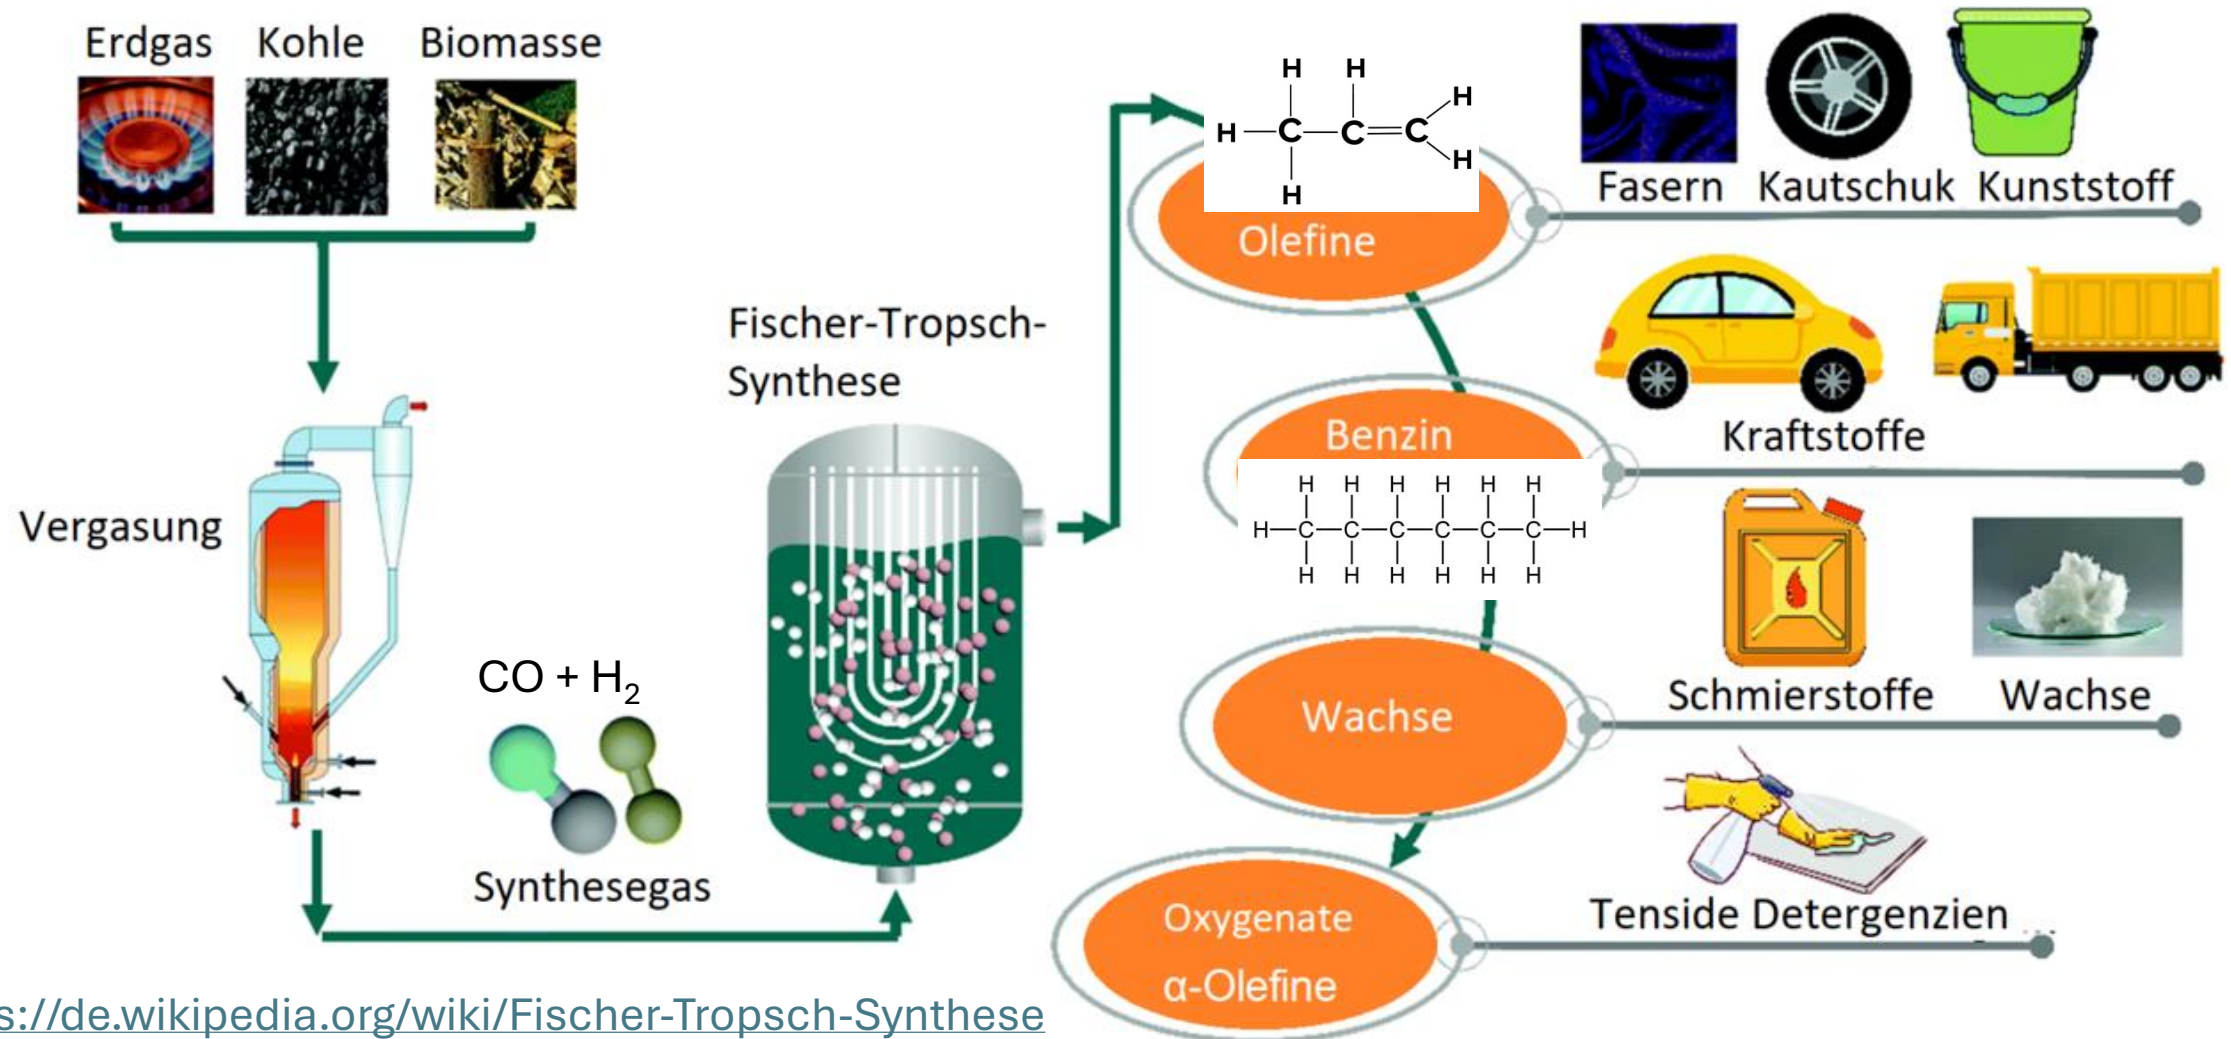 Erdgas Kohle Biomasse
Vergasung
CO + H₂
Synthesegas
Fischer-Tropsch-
Synthese
H H
H
H C C C
H
H
Olefine
Fasern Kautschuk Kunststoff
Benzin
H H H H H H
H C C C C C C H
H H H H H H
Kraftstoffe
Wachse
Schmierstoffe Wachse
Oxygenate
α-Olefine
Tenside Detergenzien
s://de.wikipedia.org/wiki/Fischer-Tropsch-Synthese